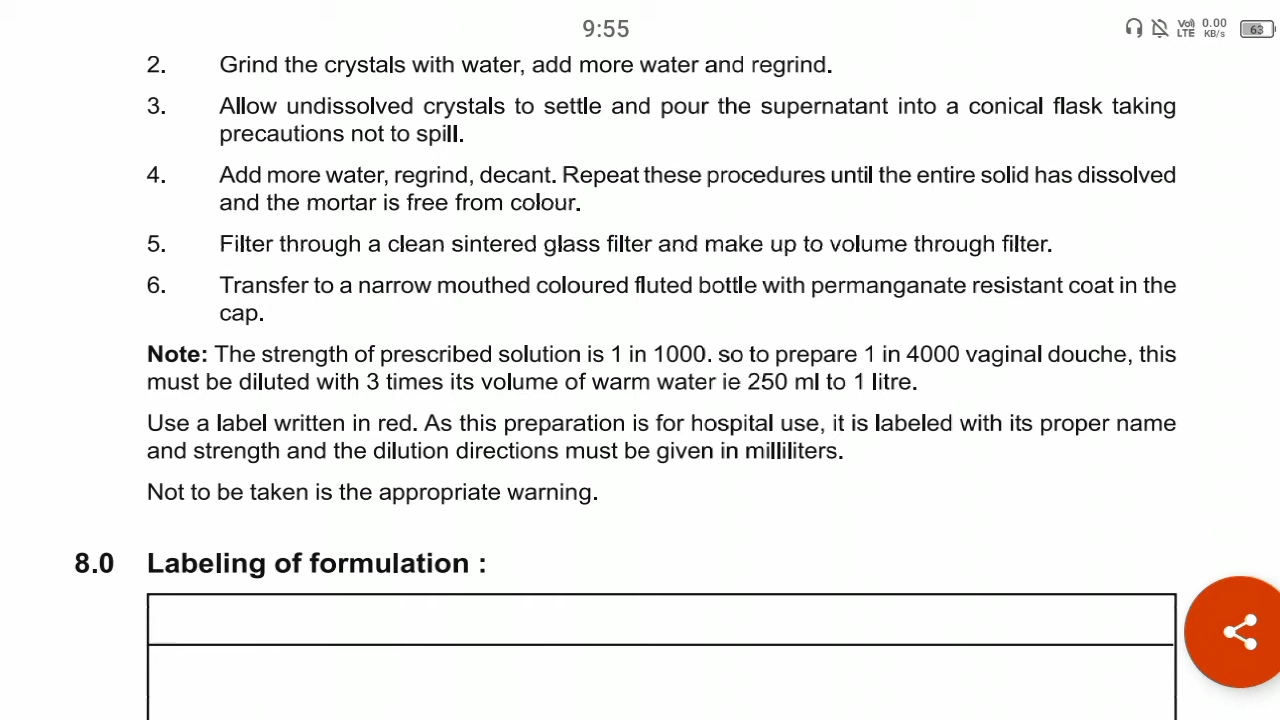 9:55
Vo) LTE 0.00 KB/s 63
2. Grind the crystals with water, add more water and regrind.
3. Allow undissolved crystals to settle and pour the supernatant into a conical flask taking
precautions not to spill.
4. Add more water, regrind, decant. Repeat these procedures until the entire solid has dissolved
and the mortar is free from colour.
5. Filter through a clean sintered glass filter and make up to volume through filter.
6. Transfer to a narrow mouthed coloured fluted bottle with permanganate resistant coat in the
cap.
Note: The strength of prescribed solution is 1 in 1000. so to prepare 1 in 4000 vaginal douche, this
must be diluted with 3 times its volume of warm water ie 250 ml to 1 litre.
Use a label written in red. As this preparation is for hospital use, it is labeled with its proper name
and strength and the dilution directions must be given in milliliters.
Not to be taken is the appropriate warning.
8.0 Labeling of formulation :